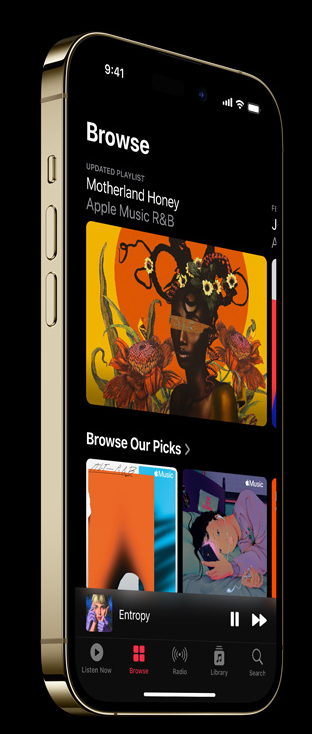 9:41
Browse
UPDATED PLAYLIST
Motherland Honey
Apple Music R&B
Browse Our Picks
Music
Music
Entropy
Listen Now
Browse
Radio
Library
Search